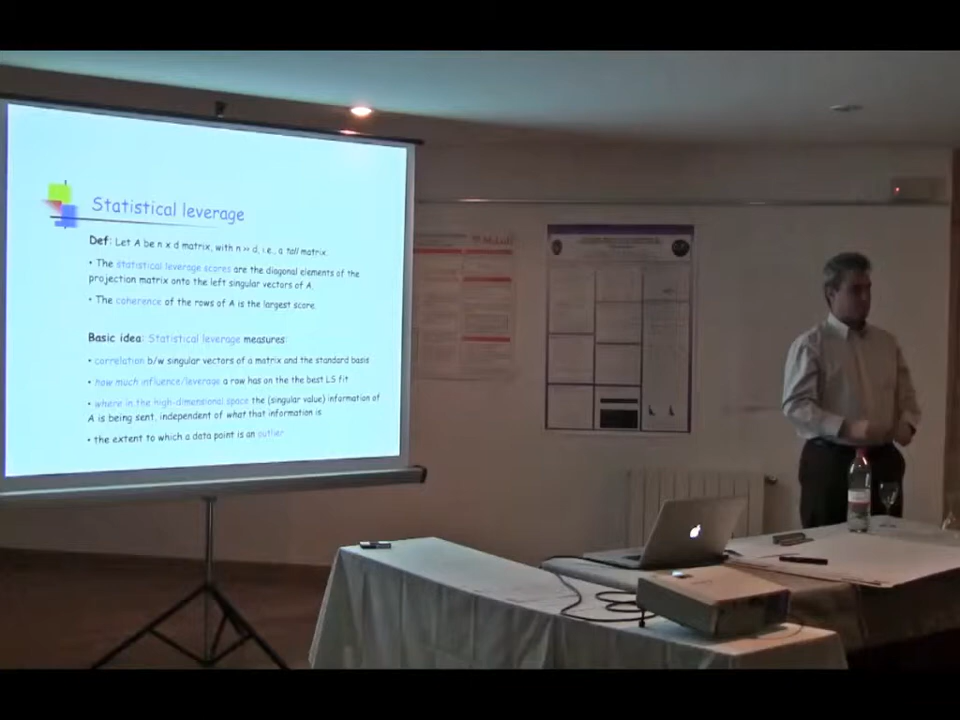 Statistical leverage
Def: Let A be n x d matrix, with n >> d, i.e., a tall matrix.
• The statistical leverage scores are the diagonal elements of the
projection matrix onto the left singular vectors of A.
• The coherence of the rows of A is the largest score.
Basic idea: Statistical leverage measures:
• correlation b/w singular vectors of a matrix and the standard basis
• how much influence/leverage a row has on the the best LS fit
• where in the high-dimensional space the (singular value) information of
A is being sent, independent of what that information is
• the extent to which a data point is an outlier